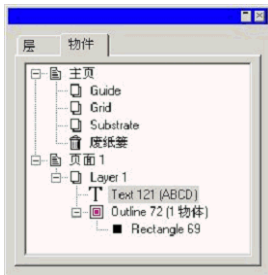 层 物件
主页
Guide
Grid
Substrate
废纸篓
页面 1
Layer 1
Text 121 (ABCD)
Outline 72 (1 物体)
Rectangle 69